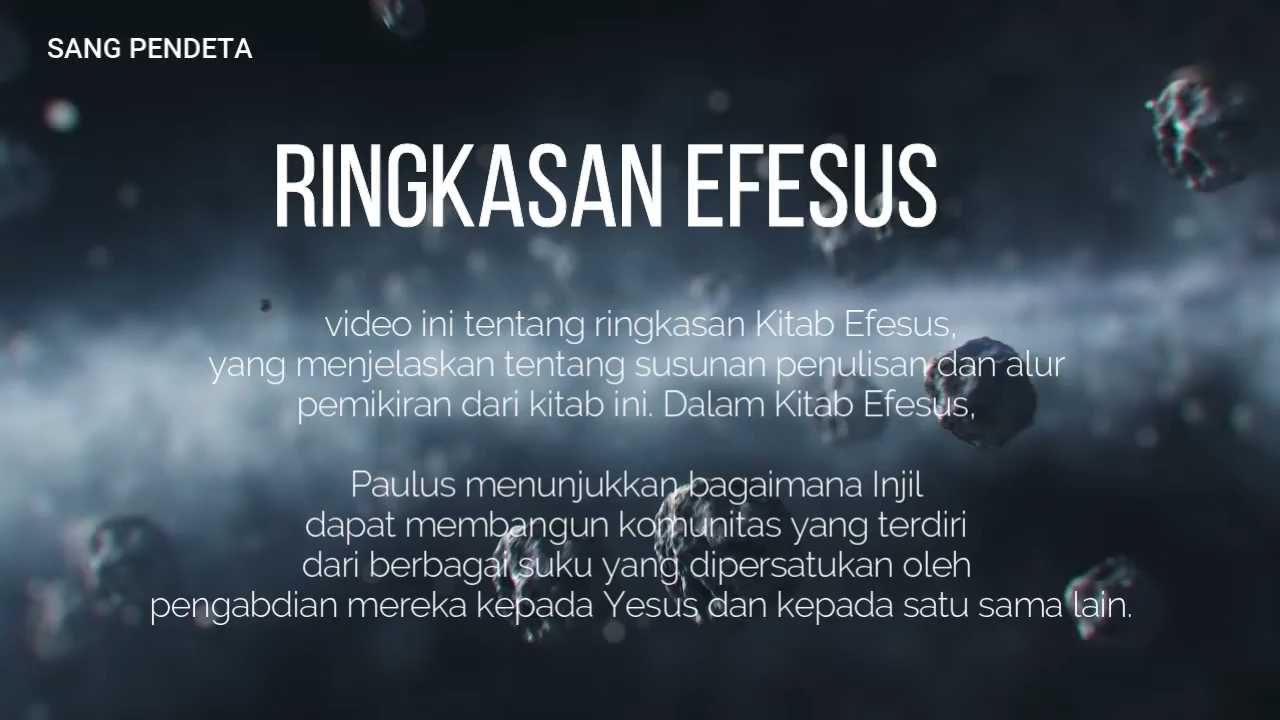 SANG PENDETA
RINGKASAN EFESUS
video ini tentang ringkasan Kitab Efesus,
yang menjelaskan tentang susunan penulisan dan alur
pemikiran dari kitab ini. Dalam Kitab Efesus,
Paulus menunjukkan bagaimana Injil
dapat membangun komunitas yang terdiri
dari berbagai suku yang dipersatukan oleh
pengabdian mereka kepada Yesus dan kepada satu sama lain.